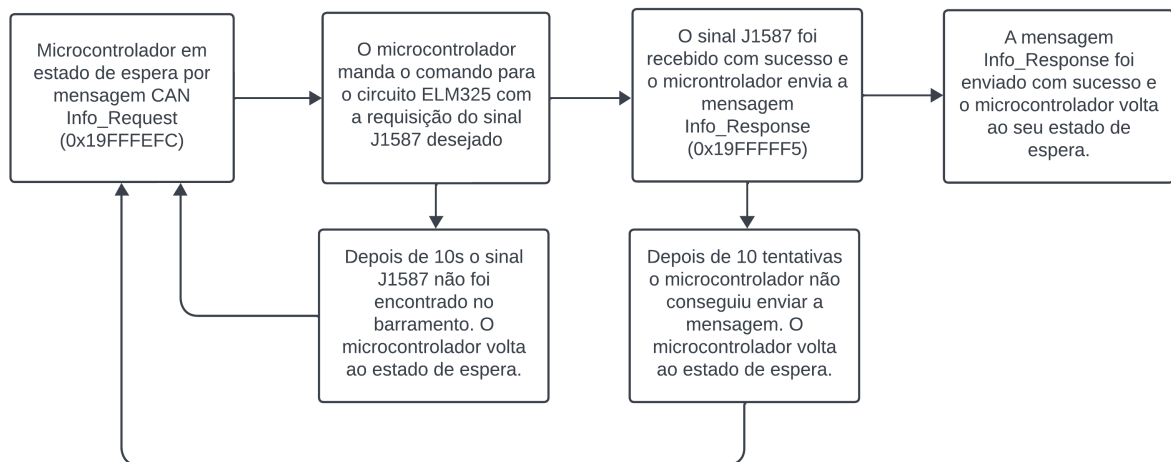 Microcontrolador em
estado de espera por
mensagem CAN
Info_Request
(0x19FFFEFC)
O microcontrolador
manda o comando para
o circuito ELM325 com
a requisição do sinal
J1587 desejado
O sinal J1587 foi
recebido com sucesso e
o microntrolador envia a
mensagem
Info_Response
(0x19FFFFF5)
A mensagem
Info_Response foi
enviado com sucesso e
o microcontrolador volta
ao seu estado de
espera.
Depois de 10s o sinal
J1587 não foi
encontrado no
barramento. O
microcontrolador volta
ao estado de espera.
Depois de 10 tentativas
o microcontrolador não
conseguiu enviar a
mensagem. O
microcontrolador volta
ao estado de espera.